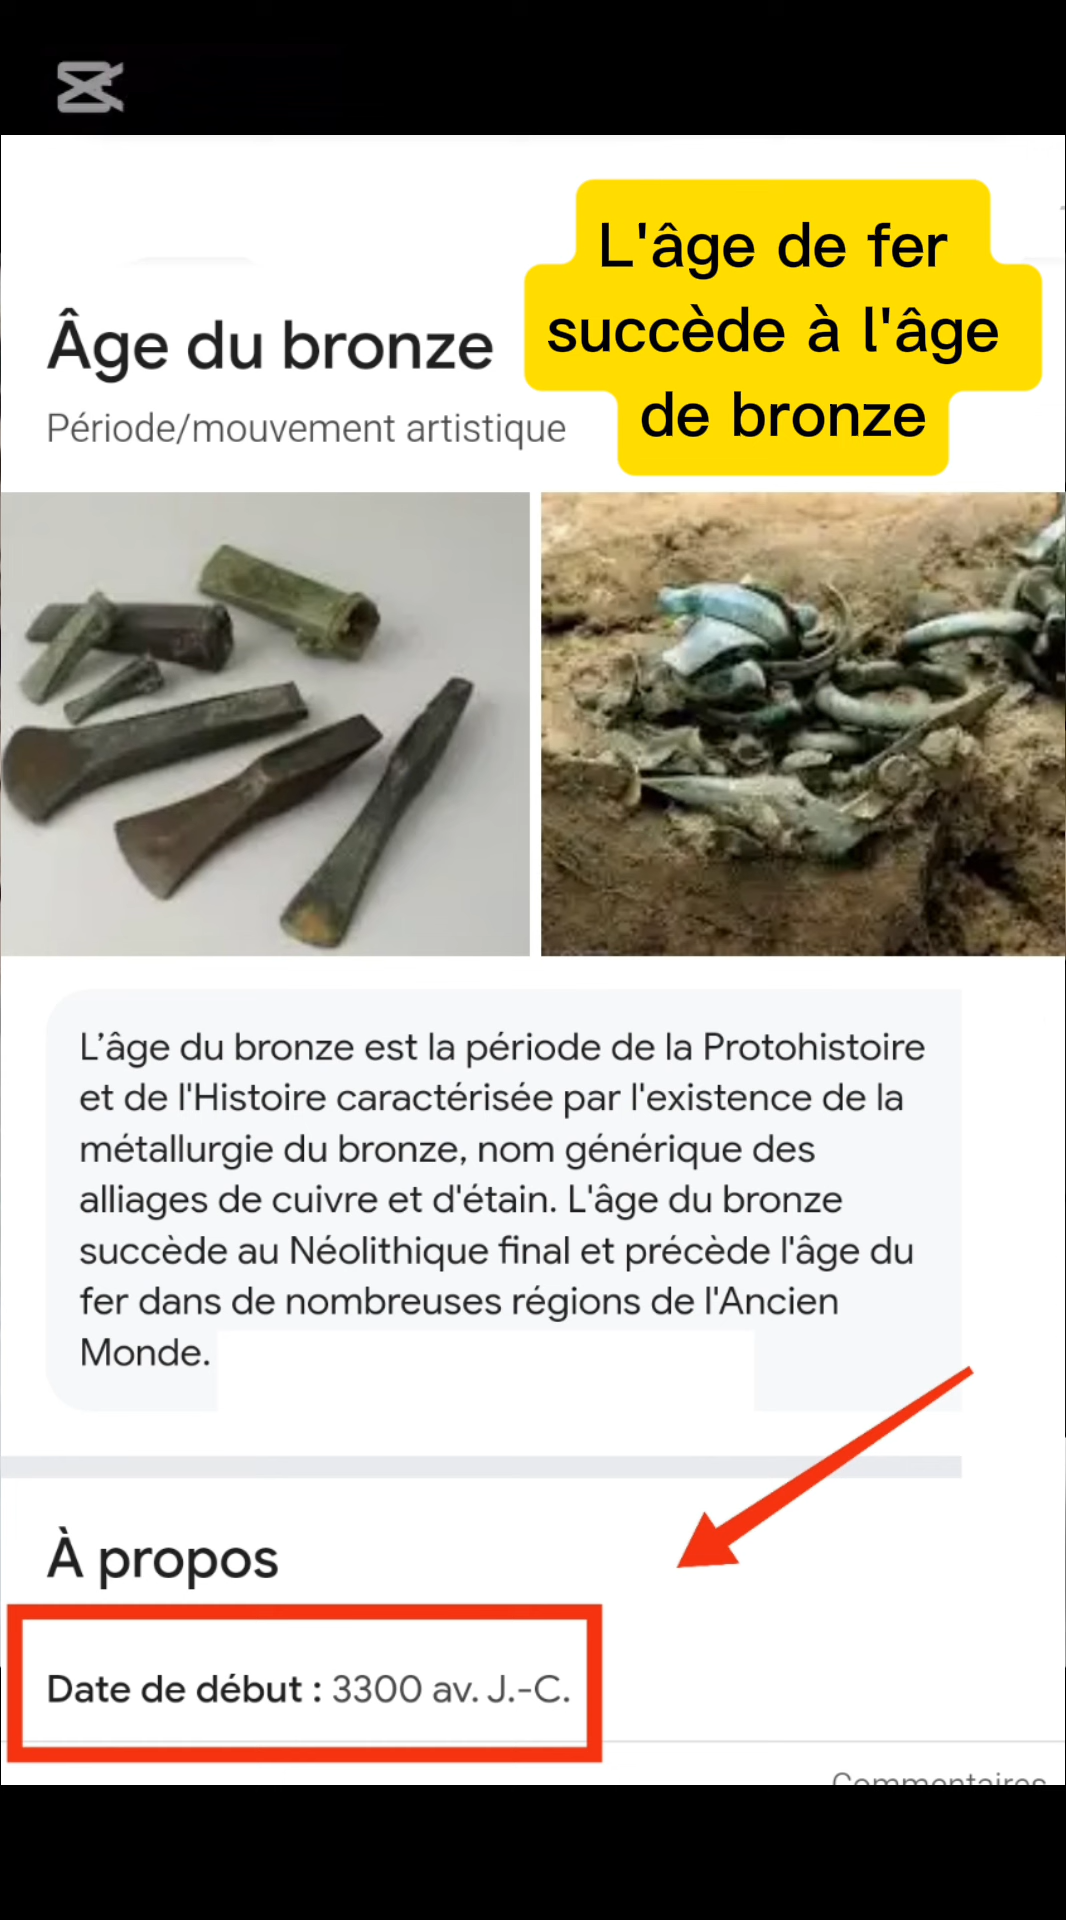 L'âge de fer
succède à l'âge
de bronze
Âge du bronze
Période/mouvement artistique
L’âge du bronze est la période de la Protohistoire
et de l'Histoire caractérisée par l'existence de la
métallurgie du bronze, nom générique des
alliages de cuivre et d'étain. L'âge du bronze
succède au Néolithique final et précède l'âge du
fer dans de nombreuses régions de l'Ancien
Monde.
À propos
Date de début : 3300 av. J.-C.
Commentaires